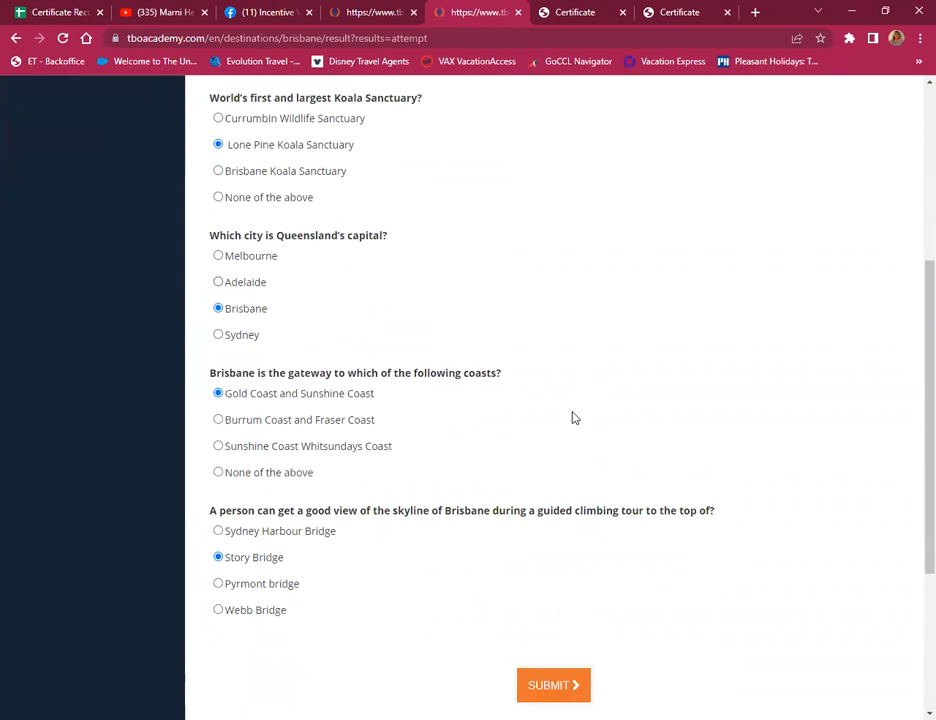 Certificate Rec
(335) Marni He
(11) Incentive
https://www.tb
https://www.tb
Certificate
Certificate
tboacademy.com/en/destinations/brisbane/result?results=attempt
ET - Backoffice
Welcome to The Un...
Evolution Travel -...
Disney Travel Agents
VAX VacationAccess
GoCCL Navigator
Vacation Express
Pleasant Holidays: T...
»
World's first and largest Koala Sanctuary?
Currumbin Wildlife Sanctuary
Lone Pine Koala Sanctuary
Brisbane Koala Sanctuary
None of the above
Which city is Queensland's capital?
Melbourne
Adelaide
Brisbane
Sydney
Brisbane is the gateway to which of the following coasts?
Gold Coast and Sunshine Coast
Burrum Coast and Fraser Coast
Sunshine Coast Whitsundays Coast
None of the above
A person can get a good view of the skyline of Brisbane during a guided climbing tour to the top of?
Sydney Harbour Bridge
Story Bridge
Pyrmont bridge
Webb Bridge
SUBMIT